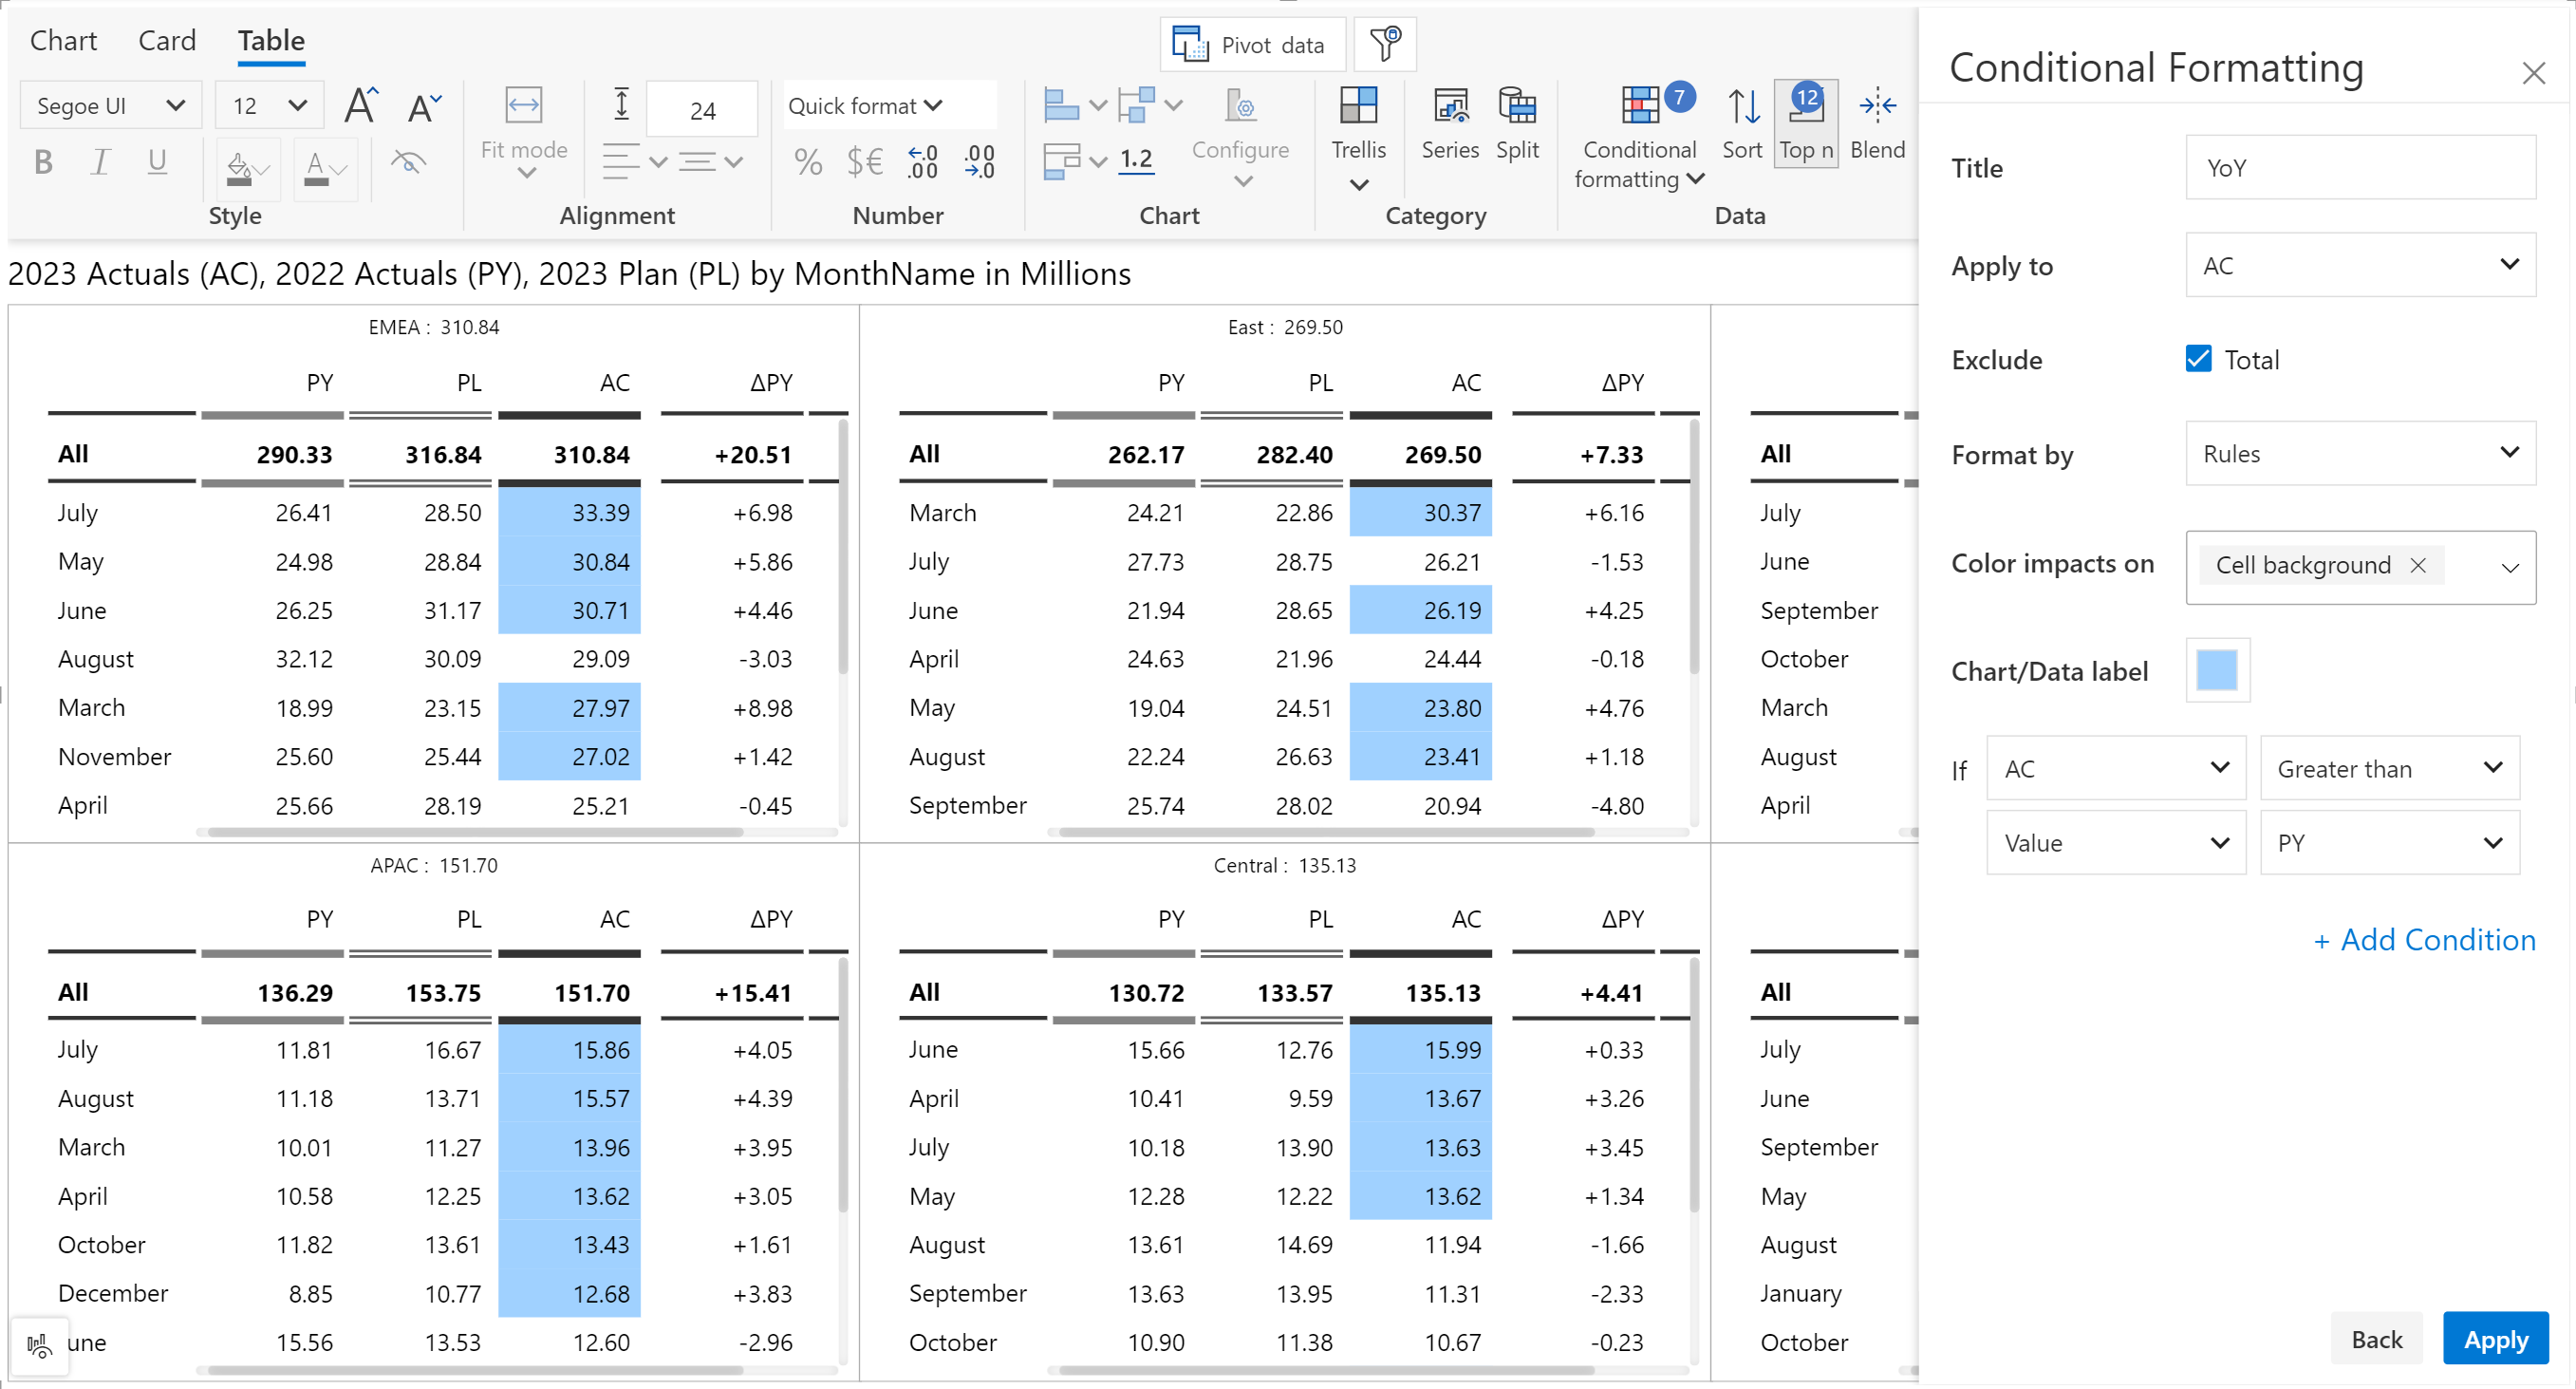 Chart Card Table
Pivot data
Conditional Formatting
Segoe UI 12 A A
24
Quick format
7
12
B I U A
Fit mode
% $€ .0 .00 .00 .0
1.2
Configure
Trellis
Series Split
Conditional formatting
Sort Top n Blend
Style Alignment Number Chart Category Data
2023 Actuals (AC), 2022 Actuals (PY), 2023 Plan (PL) by MonthName in Millions
EMEA : 310.84
PY PL AC ΔPY
All 290.33 316.84 310.84 +20.51
July 26.41 28.50 33.39 +6.98
May 24.98 28.84 30.84 +5.86
June 26.25 31.17 30.71 +4.46
August 32.12 30.09 29.09 -3.03
March 18.99 23.15 27.97 +8.98
November 25.60 25.44 27.02 +1.42
April 25.66 28.19 25.21 -0.45
East : 269.50
PY PL AC ΔPY
All 262.17 282.40 269.50 +7.33
March 24.21 22.86 30.37 +6.16
July 27.73 28.75 26.21 -1.53
June 21.94 28.65 26.19 +4.25
April 24.63 21.96 24.44 -0.18
May 19.04 24.51 23.80 +4.76
August 22.24 26.63 23.41 +1.18
September 25.74 28.02 20.94 -4.80
All
July
June
September
October
March
August
April
APAC : 151.70
PY PL AC ΔPY
All 136.29 153.75 151.70 +15.41
July 11.81 16.67 15.86 +4.05
August 11.18 13.71 15.57 +4.39
March 10.01 11.27 13.96 +3.95
April 10.58 12.25 13.62 +3.05
October 11.82 13.61 13.43 +1.61
December 8.85 10.77 12.68 +3.83
une 15.56 13.53 12.60 -2.96
Central : 135.13
PY PL AC ΔPY
All 130.72 133.57 135.13 +4.41
June 15.66 12.76 15.99 +0.33
April 10.41 9.59 13.67 +3.26
July 10.18 13.90 13.63 +3.45
May 12.28 12.22 13.62 +1.34
August 13.61 14.69 11.94 -1.66
September 13.63 13.95 11.31 -2.33
October 10.90 11.38 10.67 -0.23
All
July
June
September
May
August
January
October
Title YoY
Apply to AC
Exclude Total
Format by Rules
Color impacts on Cell background
Chart/Data label
If AC Greater than
Value PY
+ Add Condition
Back Apply